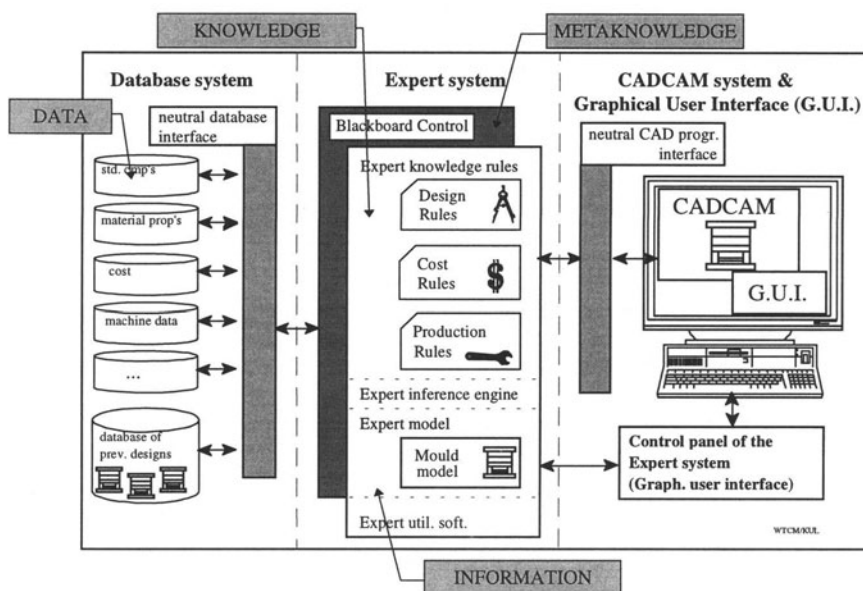 KNOWLEDGE
METAKNOWLEDGE
Database system
Expert system
CADCAM system &
Graphical User Interface (G.U.I.)
DATA
neutral database
interface
Blackboard Control
neutral CAD progr.
interface
std. cmp's
material prop's
cost
machine data
...
database of
prev. designs
Expert knowledge rules
Design
Rules
Cost
Rules
$
Production
Rules
Expert inference engine
Expert model
Mould
model
Expert util. soft.
CADCAM
G.U.I.
Control panel of the
Expert system
(Graph. user interface)
WTCM/KUL
INFORMATION